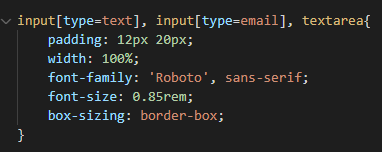 input[type=text], input[type=email], textarea{
padding: 12px 20px;
width: 100%;
font-family: 'Roboto', sans-serif;
font-size: 0.85rem;
box-sizing: border-box;
}